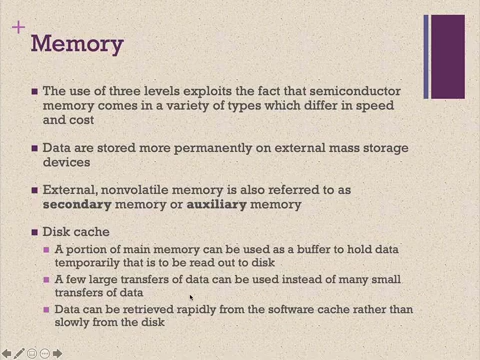 +
Memory
The use of three levels exploits the fact that semiconductor
memory comes in a variety of types which differ in speed
and cost
Data are stored more permanently on external mass storage
devices
External, nonvolatile memory is also referred to as
secondary memory or auxiliary memory
Disk cache
A portion of main memory can be used as a buffer to hold data
temporarily that is to be read out to disk
A few large transfers of data can be used instead of many small
transfers of data
Data can be retrieved rapidly from the software cache rather than
slowly from the disk